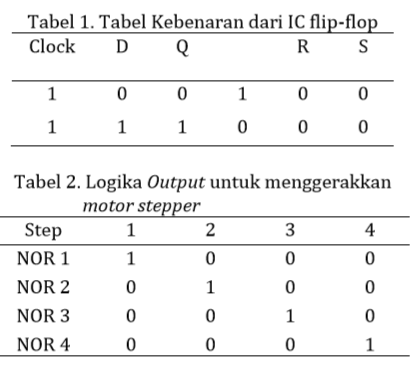 Tabel 1. Tabel Kebenaran dari IC flip-flop
Clock D Q R S
1 0 0 1 0 0
1 1 1 0 0 0
Tabel 2. Logika Output untuk menggerakkan
motor stepper
Step 1 2 3 4
NOR 1 1 0 0 0
NOR 2 0 1 0 0
NOR 3 0 0 1 0
NOR 4 0 0 0 1